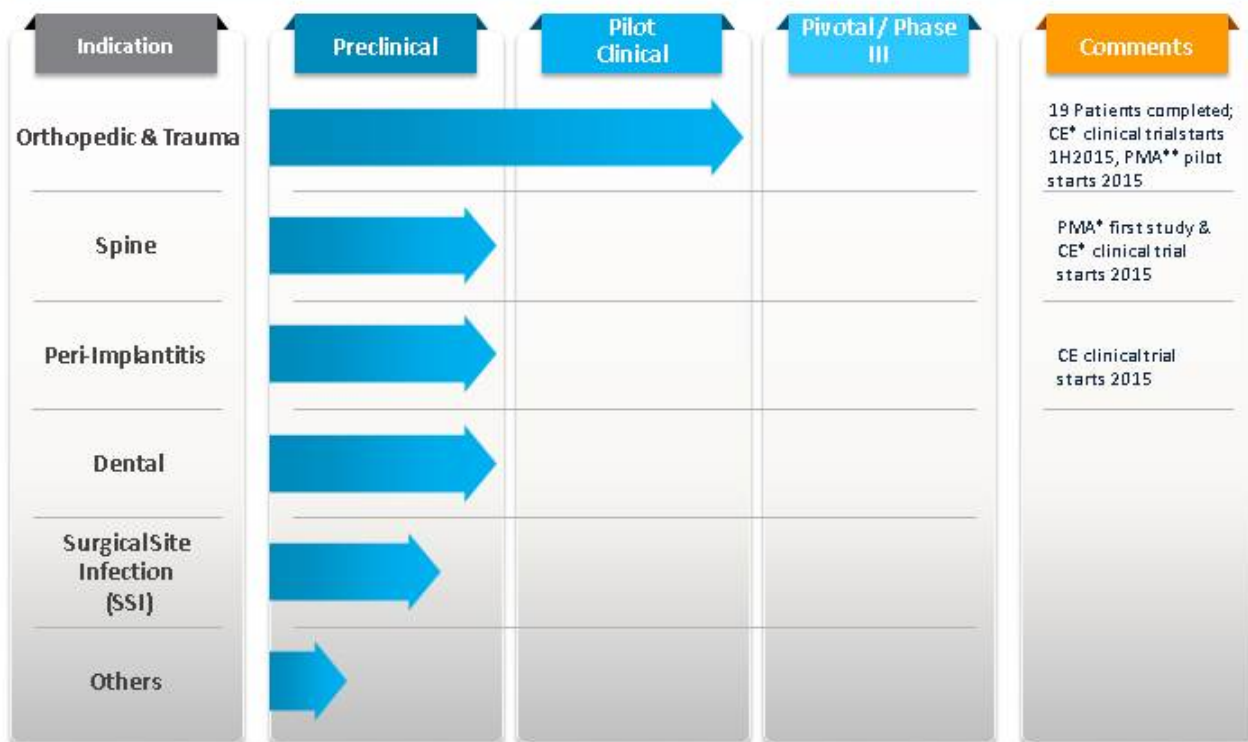 Indication
Preclinical
Pilot
Clinical
Pivotal / Phase
III
Comments
Orthopedic & Trauma
19 Patients completed;
CE* clinical trial starts
1H2015, PMA** pilot
starts 2015
Spine
PMA* first study &
CE* clinical trial
starts 2015
Peri-Implantitis
CE clinical trial
starts 2015
Dental
Surgical Site
Infection
(SSI)
Others